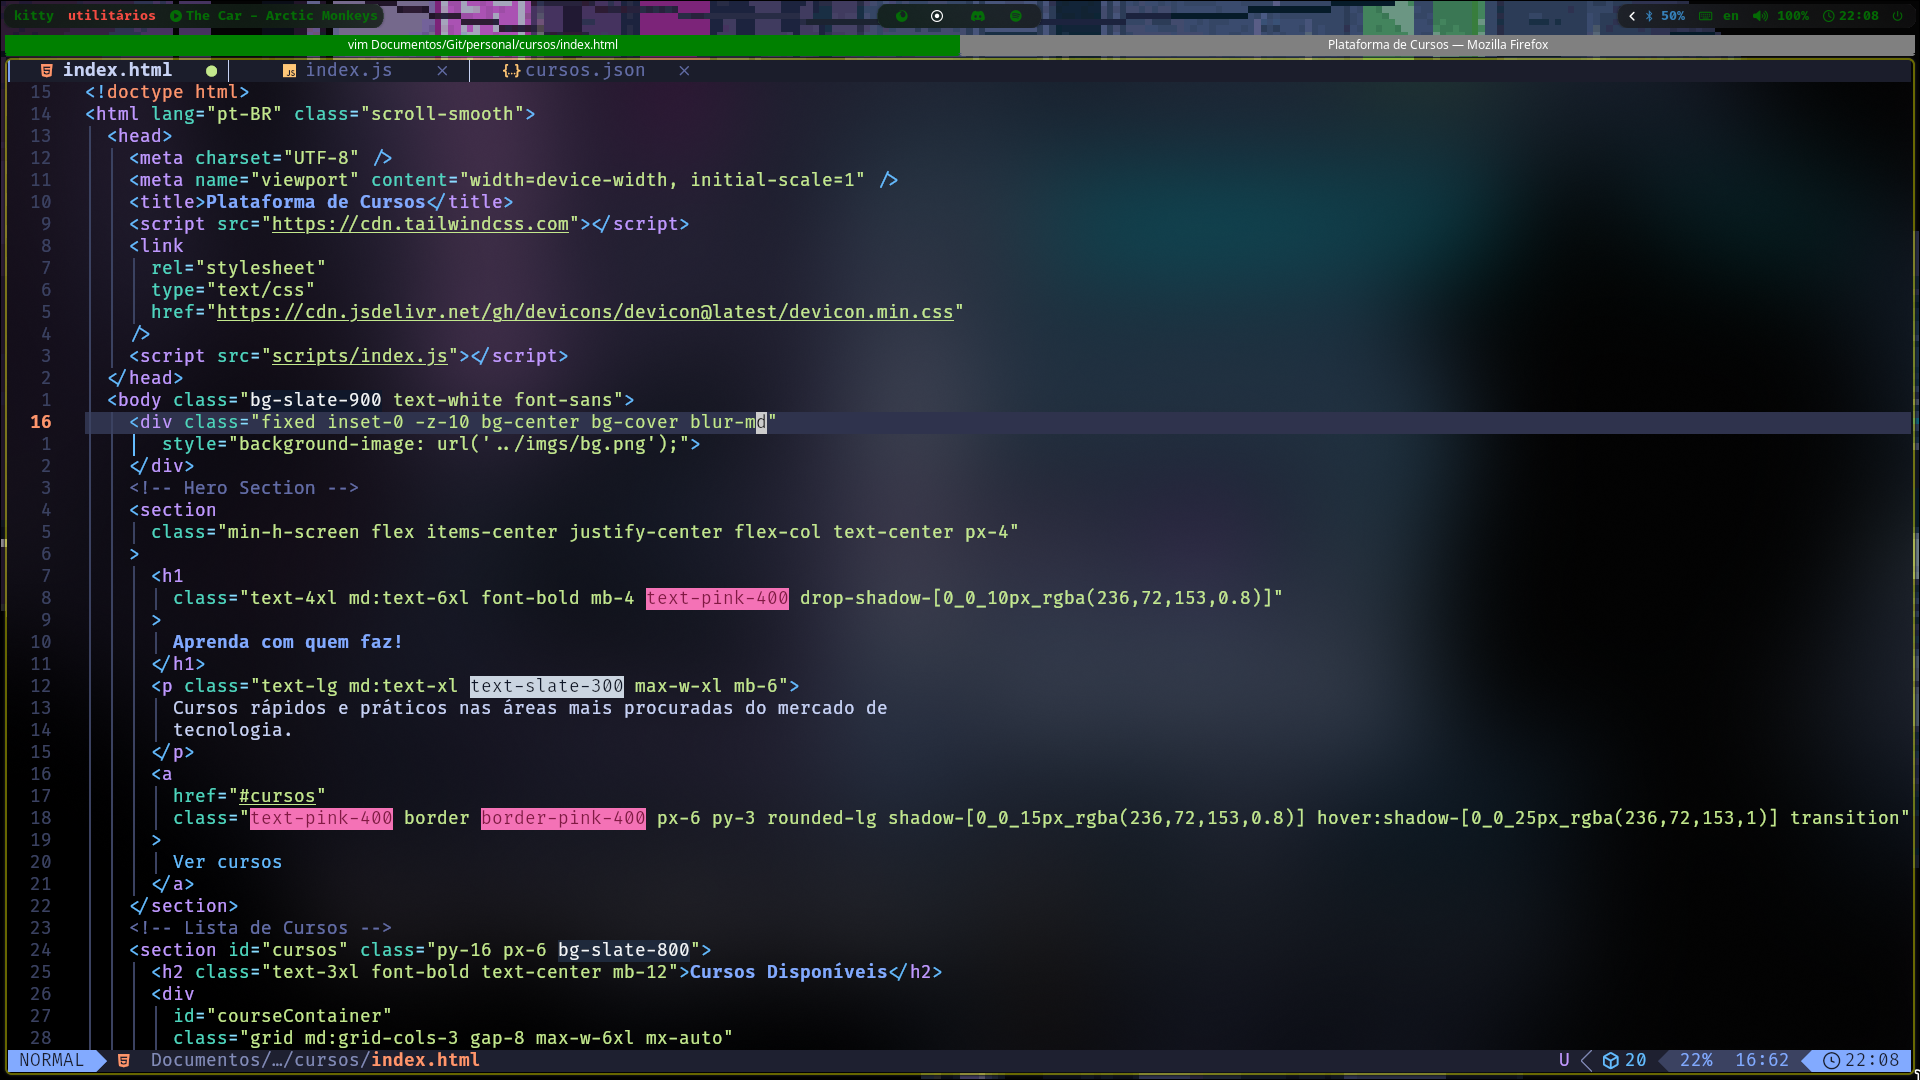 kitty utilitários The Car – Arctic Monkeys
50% en 100% 22:08
vim Documentos/Git/personal/cursos/index.html
Plataforma de Cursos — Mozilla Firefox
index.html index.js cursos.json
15 <!doctype html>
14 <html lang="pt-BR" class="scroll-smooth">
13 <head>
12 <meta charset="UTF-8" />
11 <meta name="viewport" content="width=device-width, initial-scale=1" />
10 <title>Plataforma de Cursos</title>
9 <script src="https://cdn.tailwindcss.com"></script>
8 <link
7 rel="stylesheet"
6 type="text/css"
5 href="https://cdn.jsdelivr.net/gh/devicons/devicon@latest/devicon.min.css"
4 />
3 <script src="scripts/index.js"></script>
2 </head>
1 <body class="bg-slate-900 text-white font-sans">
16 <div class="fixed inset-0 -z-10 bg-center bg-cover blur-md"
1 style="background-image: url('../imgs/bg.png');">
2 </div>
3 <!-- Hero Section -->
4 <section
5 class="min-h-screen flex items-center justify-center flex-col text-center px-4"
6 >
7 <h1
8 class="text-4xl md:text-6xl font-bold mb-4 text-pink-400 drop-shadow-[0_0_10px_rgba(236,72,153,0.8)]"
9 >
10 Aprenda com quem faz!
11 </h1>
12 <p class="text-lg md:text-xl text-slate-300 max-w-xl mb-6">
13 Cursos rápidos e práticos nas áreas mais procuradas do mercado de
14 tecnologia.
15 </p>
16 <a
17 href="#cursos"
18 class="text-pink-400 border border-pink-400 px-6 py-3 rounded-lg shadow-[0_0_15px_rgba(236,72,153,0.8)] hover:shadow-[0_0_25px_rgba(236,72,153,1)] transition"
19 >
20 Ver cursos
21 </a>
22 </section>
23 <!-- Lista de Cursos -->
24 <section id="cursos" class="py-16 px-6 bg-slate-800">
25 <h2 class="text-3xl font-bold text-center mb-12">Cursos Disponíveis</h2>
26 <div
27 id="courseContainer"
28 class="grid md:grid-cols-3 gap-8 max-w-6xl mx-auto"
NORMAL Documentos/…/cursos/index.html U 20 22% 16:62 22:08